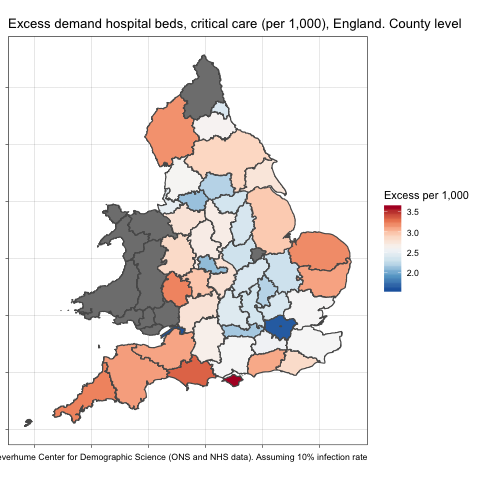 Excess demand hospital beds, critical care (per 1,000), England. County level
Excess per 1,000
3.5
3.0
2.5
2.0
everhume Center for Demographic Science (ONS and NHS data). Assuming 10% infection rate